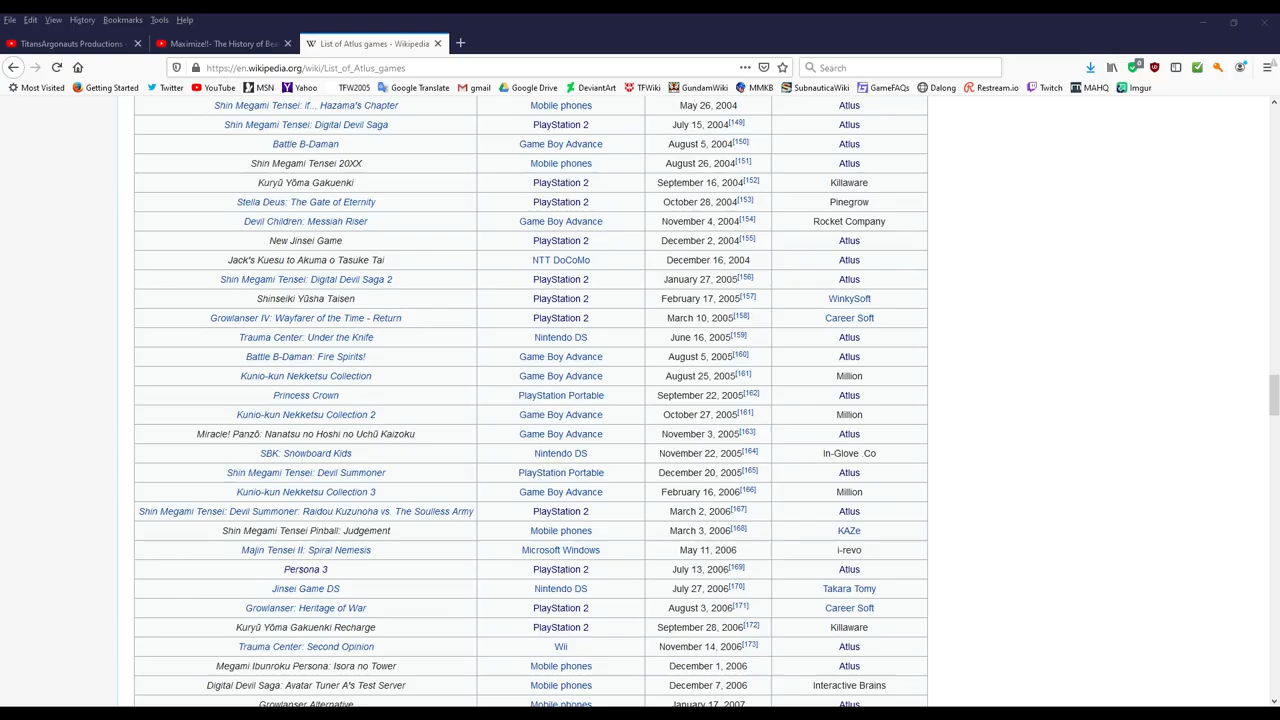 File Edit View History Bookmarks Tools Help
TitansArgonauts Productions
Maximize!!- The History of Bea
W List of Atlus games - Wikipedia
https://en.wikipedia.org/wiki/List_of_Atlus_games
Search
Most Visited Getting Started Twitter YouTube MSN Yahoo TFW2005 Google Translate gmail Google Drive DeviantArt TFWiki GundamWiki MMKB SubnauticaWiki GameFAQs Dalong Restream.io Twitch MAHQ Imgur
Shin Megami Tensei: if... Hazama's Chapter Mobile phones May 26, 2004 Atlus
Shin Megami Tensei: Digital Devil Saga PlayStation 2 July 15, 2004[149] Atlus
Battle B-Daman Game Boy Advance August 5, 2004[150] Atlus
Shin Megami Tensei 20XX Mobile phones August 26, 2004[151] Atlus
Kuryū Yōma Gakuenki PlayStation 2 September 16, 2004[152] Killaware
Stella Deus: The Gate of Eternity PlayStation 2 October 28, 2004[153] Pinegrow
Devil Children: Messiah Riser Game Boy Advance November 4, 2004[154] Rocket Company
New Jinsei Game PlayStation 2 December 2, 2004[155] Atlus
Jack's Kuesu to Akuma o Tasuke Tai NTT DoCoMo December 16, 2004 Atlus
Shin Megami Tensei: Digital Devil Saga 2 PlayStation 2 January 27, 2005[156] Atlus
Shinseiki Yūsha Taisen PlayStation 2 February 17, 2005[157] WinkySoft
Growlanser IV: Wayfarer of the Time - Return PlayStation 2 March 10, 2005[158] Career Soft
Trauma Center: Under the Knife Nintendo DS June 16, 2005[159] Atlus
Battle B-Daman: Fire Spirits! Game Boy Advance August 5, 2005[160] Atlus
Kunio-kun Nekketsu Collection Game Boy Advance August 25, 2005[161] Million
Princess Crown PlayStation Portable September 22, 2005[162] Atlus
Kunio-kun Nekketsu Collection 2 Game Boy Advance October 27, 2005[161] Million
Miracle! Panzō: Nanatsu no Hoshi no Uchū Kaizoku Game Boy Advance November 3, 2005[163] Atlus
SBK: Snowboard Kids Nintendo DS November 22, 2005[164] In-Glove .Co
Shin Megami Tensei: Devil Summoner PlayStation Portable December 20, 2005[165] Atlus
Kunio-kun Nekketsu Collection 3 Game Boy Advance February 16, 2006[166] Million
Shin Megami Tensei: Devil Summoner: Raidou Kuzunoha vs. The Soulless Army PlayStation 2 March 2, 2006[167] Atlus
Shin Megami Tensei Pinball: Judgement Mobile phones March 3, 2006[168] KAZe
Majin Tensei II: Spiral Nemesis Microsoft Windows May 11, 2006 i-revo
Persona 3 PlayStation 2 July 13, 2006[169] Atlus
Jinsei Game DS Nintendo DS July 27, 2006[170] Takara Tomy
Growlanser: Heritage of War PlayStation 2 August 3, 2006[171] Career Soft
Kuryū Yōma Gakuenki Recharge PlayStation 2 September 28, 2006[172] Killaware
Trauma Center: Second Opinion Wii November 14, 2006[173] Atlus
Megami Ibunroku Persona: Isora no Tower Mobile phones December 1, 2006 Atlus
Digital Devil Saga: Avatar Tuner A's Test Server Mobile phones December 7, 2006 Interactive Brains
Growlanser Alternative Mobile phones January 17, 2007 Atlus